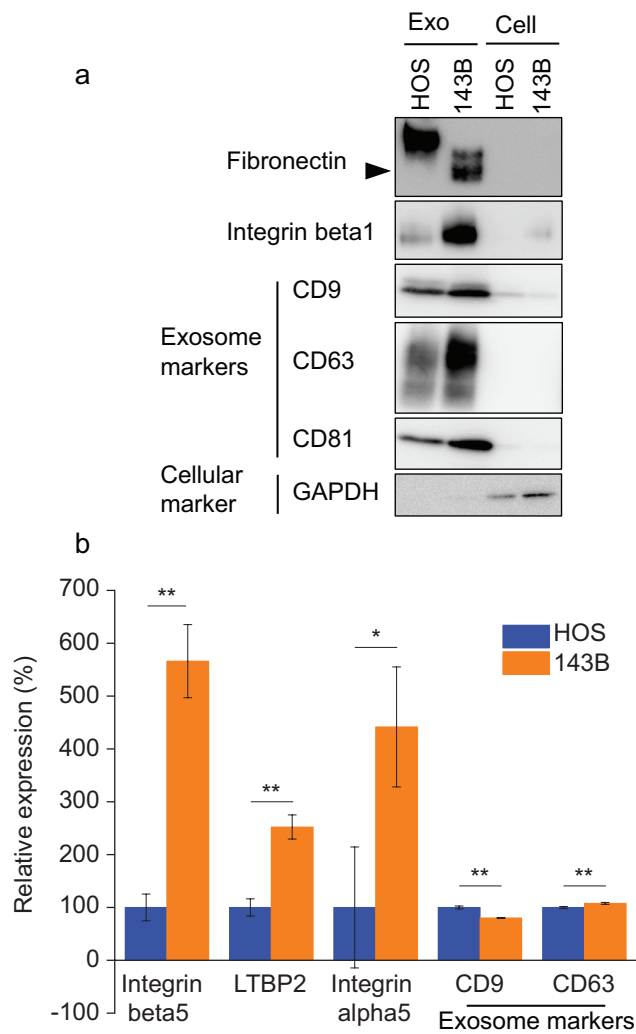 a
Exo Cell
HOS 143B HOS 143B
Fibronectin
Integrin beta1
Exosome
markers
CD9
CD63
CD81
Cellular
marker
GAPDH
b
Relative expression (%)
700
600
500
400
300
200
100
0
-100
** ** * ** **
HOS
143B
Integrin
beta5
LTBP2
Integrin
alpha5
CD9
CD63
Exosome markers